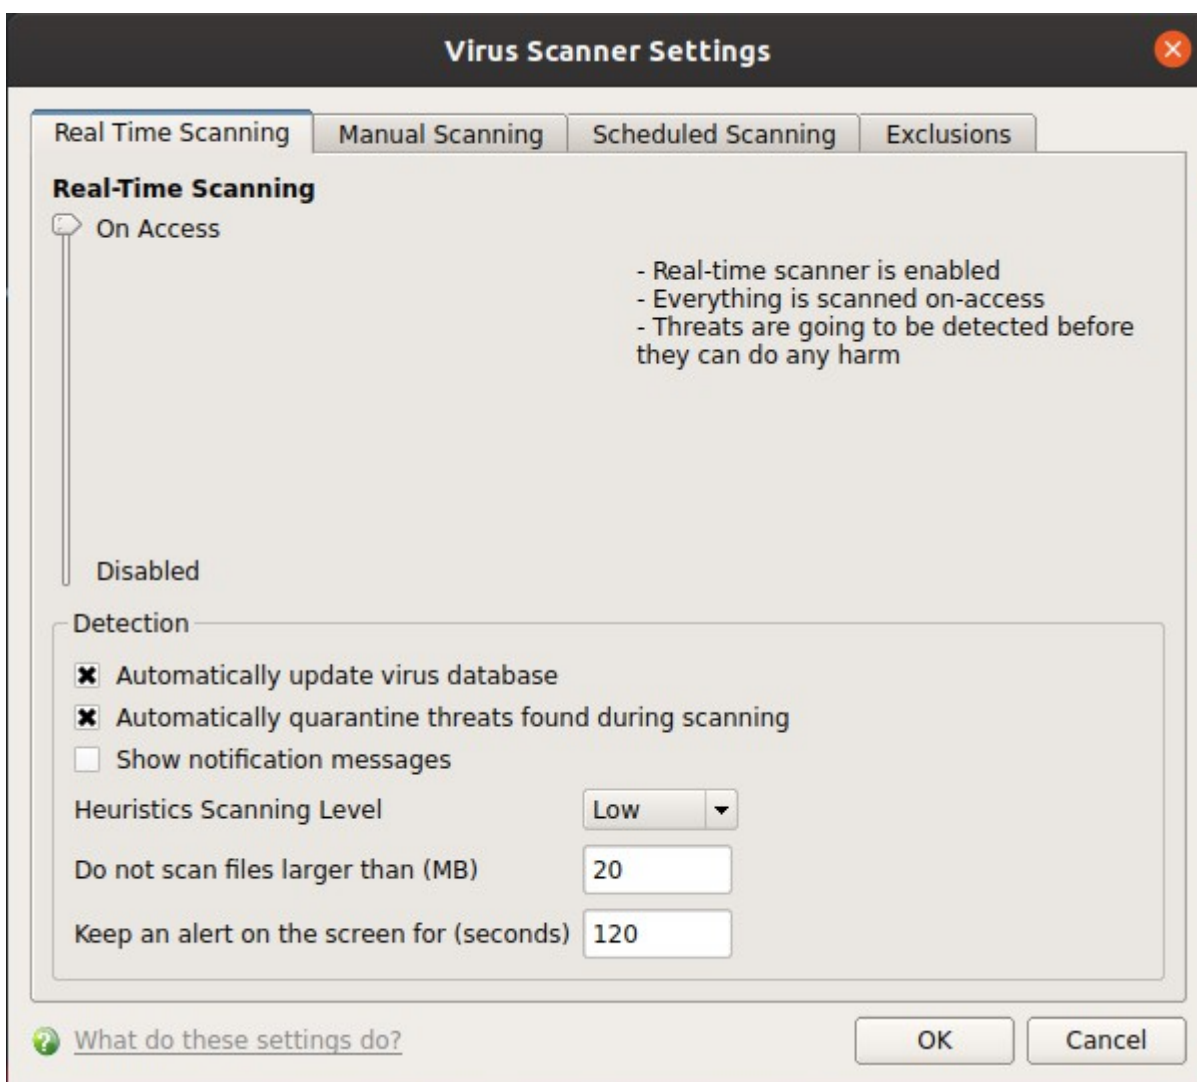 Virus Scanner Settings
Real Time Scanning
Manual Scanning
Scheduled Scanning
Exclusions
Real-Time Scanning
On Access
- Real-time scanner is enabled
- Everything is scanned on-access
- Threats are going to be detected before
they can do any harm
Disabled
Detection
Automatically update virus database
Automatically quarantine threats found during scanning
Show notification messages
Heuristics Scanning Level Low
Do not scan files larger than (MB) 20
Keep an alert on the screen for (seconds) 120
What do these settings do?
OK
Cancel